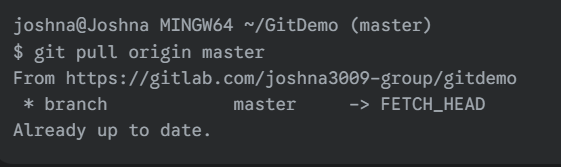 joshna@Joshna MINGW64 ~/GitDemo (master)
$ git pull origin master
From https://gitlab.com/joshna3009-group/gitdemo
 * branch            master     -> FETCH_HEAD
Already up to date.